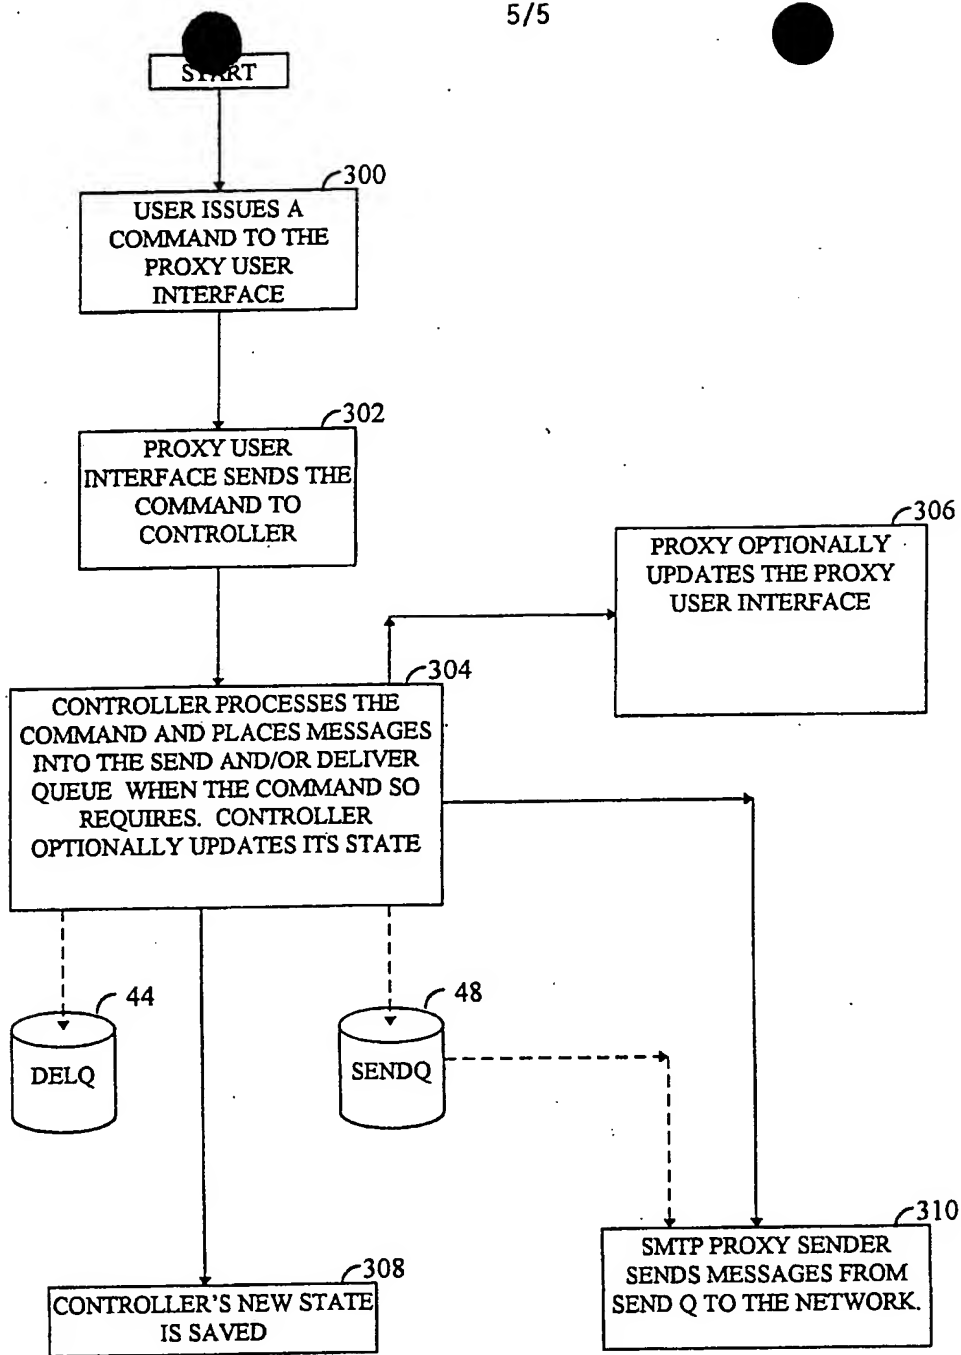 5/5
START
300
USER ISSUES A
COMMAND TO THE
PROXY USER
INTERFACE
302
PROXY USER
INTERFACE SENDS THE
COMMAND TO
CONTROLLER
306
PROXY OPTIONALLY
UPDATES THE PROXY
USER INTERFACE
304
CONTROLLER PROCESSES THE
COMMAND AND PLACES MESSAGES
INTO THE SEND AND/OR DELIVER
QUEUE WHEN THE COMMAND SO
REQUIRES. CONTROLLER
OPTIONALLY UPDATES ITS STATE
44
DELQ
48
SENDQ
310
SMTP PROXY SENDER
SENDS MESSAGES FROM
SEND Q TO THE NETWORK.
308
CONTROLLER'S NEW STATE
IS SAVED